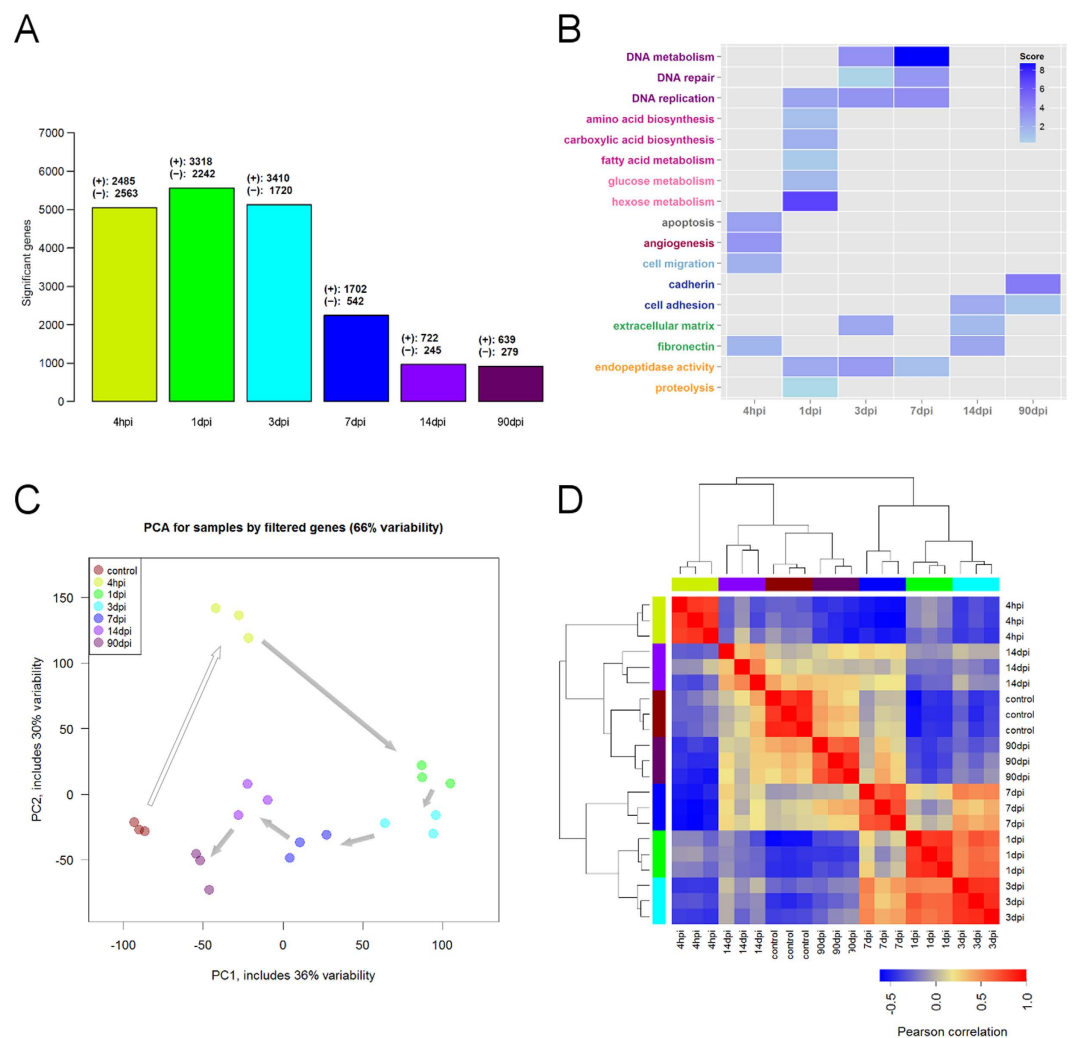 A
Significant genes
7000
6000
5000
4000
3000
2000
1000
0
(+): 2485
(−): 2563
(+): 3318
(−): 2242
(+): 3410
(−): 1720
(+): 1702
(−): 542
(+): 722
(−): 245
(+): 639
(−): 279
4hpi 1dpi 3dpi 7dpi 14dpi 90dpi
B
DNA metabolism
DNA repair
DNA replication
amino acid biosynthesis
carboxylic acid biosynthesis
fatty acid metabolism
glucose metabolism
hexose metabolism
apoptosis
angiogenesis
cell migration
cadherin
cell adhesion
extracellular matrix
fibronectin
endopeptidase activity
proteolysis
4hpi 1dpi 3dpi 7dpi 14dpi 90dpi
Score
8
6
4
2
C
PCA for samples by filtered genes (66% variability)
control
4hpi
1dpi
3dpi
7dpi
14dpi
90dpi
PC2, includes 30% variability
150
100
50
0
-50
-100 -50 0 50 100
PC1, includes 36% variability
D
4hpi
4hpi
4hpi
14dpi
14dpi
14dpi
control
control
control
90dpi
90dpi
90dpi
7dpi
7dpi
7dpi
1dpi
1dpi
1dpi
3dpi
3dpi
3dpi
4hpi 4hpi 4hpi 14dpi 14dpi 14dpi control control control 90dpi 90dpi 90dpi 7dpi 7dpi 7dpi 1dpi 1dpi 1dpi 3dpi 3dpi 3dpi
-0.5 0.0 0.5 1.0
Pearson correlation